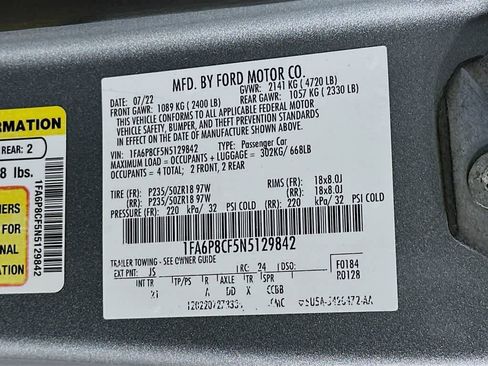 MFD. BY FORD MOTOR CO.
DATE: 07/22 GVWR: 2141 KG ( 4720 LB)
FRONT GAWR: 1089 KG ( 2400 LB) REAR GAWR: 1057 KG ( 2330 LB)
THIS VEHICLE CONFORMS TO ALL APPLICABLE FEDERAL MOTOR
VEHICLE SAFETY, BUMPER, AND THEFT PREVENTION STANDARDS
IN EFFECT ON THE DATE OF MANUFACTURE SHOWN ABOVE.
VIN: 1FA6P8CF5N5129842 TYPE: Passenger Car
MAXIMUM LOAD = OCCUPANTS + LUGGAGE = 302KG/ 668LB
OCCUPANTS = 4 TOTAL; 2 FRONT, 2 REAR
TIRE (FR): P235/50ZR18 97W RIMS (FR): 18x8.0J
(RR): P235/50ZR18 97W (RR): 18x8.0J
PRESSURE (FR): 220 kPa/ 32 PSI COLD (RR): 220 kPa/ 32 PSI COLD
1FA6P8CF5N5129842
TRAILER TOWING - SEE OWNER GUIDE
EXT PNT: JS RC: 24 DSO: F0184
INT TR TP/PS R AXLE TR SPR R0128
A DD X CCBB
ORMATION
REAR: 2
8 lbs.
NAL
ATION
1FA6P8CF5N5129842